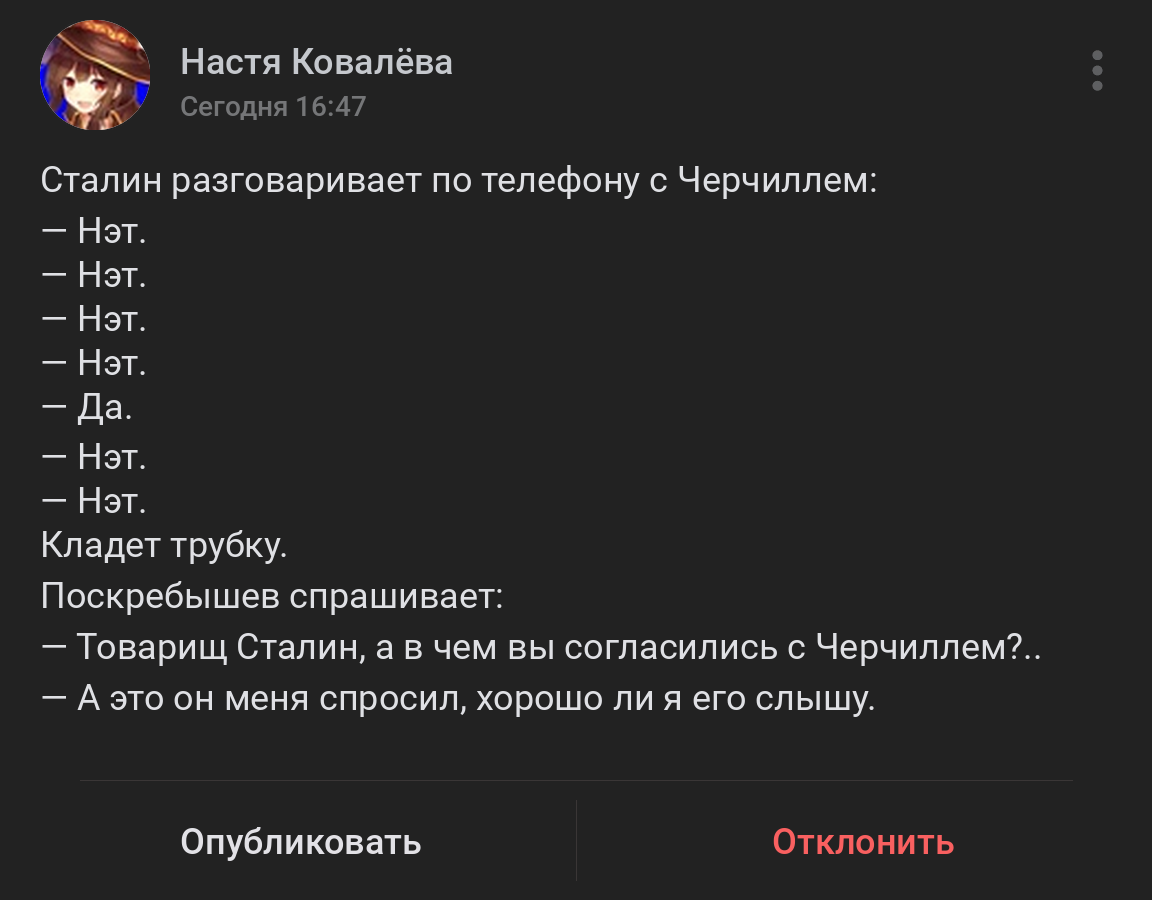 Настя Ковалёва
Сегодня 16:47
Сталин разговаривает по телефону с Черчиллем:
— Нэт.
— Нэт.
— Нэт.
— Нэт.
— Да.
— Нэт.
— Нэт.
Кладет трубку.
Поскребышев спрашивает:
— Товарищ Сталин, а в чем вы согласились с Черчиллем?..
— А это он меня спросил, хорошо ли я его слышу.
Опубликовать
Отклонить